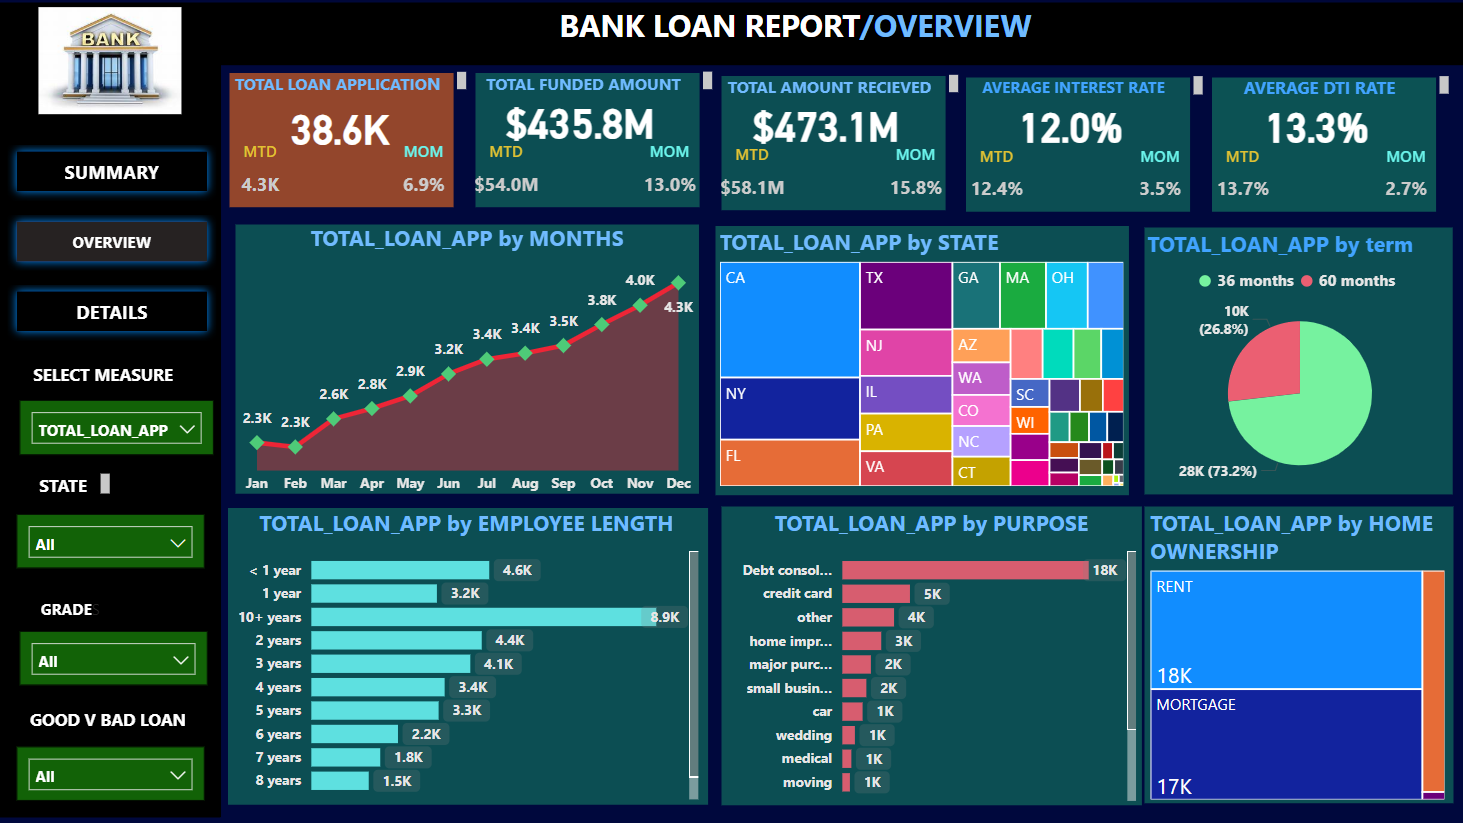 BANK
BANK LOAN REPORT/OVERVIEW
SUMMARY
OVERVIEW
DETAILS
SELECT MEASURE
TOTAL_LOAN_APP
STATE
All
GRADE
All
GOOD V BAD LOAN
All
TOTAL LOAN APPLICATION
38.6K
MTD MOM
4.3K 6.9%
TOTAL FUNDED AMOUNT
$435.8M
MTD MOM
$54.0M 13.0%
TOTAL AMOUNT RECIEVED
$473.1M
MTD MOM
$58.1M 15.8%
AVERAGE INTEREST RATE
12.0%
MTD MOM
12.4% 3.5%
AVERAGE DTI RATE
13.3%
MTD MOM
13.7% 2.7%
TOTAL_LOAN_APP by MONTHS
2.3K 2.3K 2.6K 2.8K 2.9K 3.2K 3.4K 3.4K 3.5K 3.8K 4.0K 4.3K
Jan Feb Mar Apr May Jun Jul Aug Sep Oct Nov Dec
TOTAL_LOAN_APP by STATE
CA
NY
FL
TX
NJ
IL
PA
VA
GA
MA
OH
AZ
WA
CO
NC
CT
SC
WI
TOTAL_LOAN_APP by term
36 months 60 months
10K
(26.8%)
28K (73.2%)
TOTAL_LOAN_APP by EMPLOYEE LENGTH
< 1 year 4.6K
1 year 3.2K
10+ years 8.9K
2 years 4.4K
3 years 4.1K
4 years 3.4K
5 years 3.3K
6 years 2.2K
7 years 1.8K
8 years 1.5K
TOTAL_LOAN_APP by PURPOSE
Debt consol... 18K
credit card 5K
other 4K
home impr... 3K
major purc... 2K
small busin... 2K
car 1K
wedding 1K
medical 1K
moving 1K
TOTAL_LOAN_APP by HOME
OWNERSHIP
RENT
18K
MORTGAGE
17K